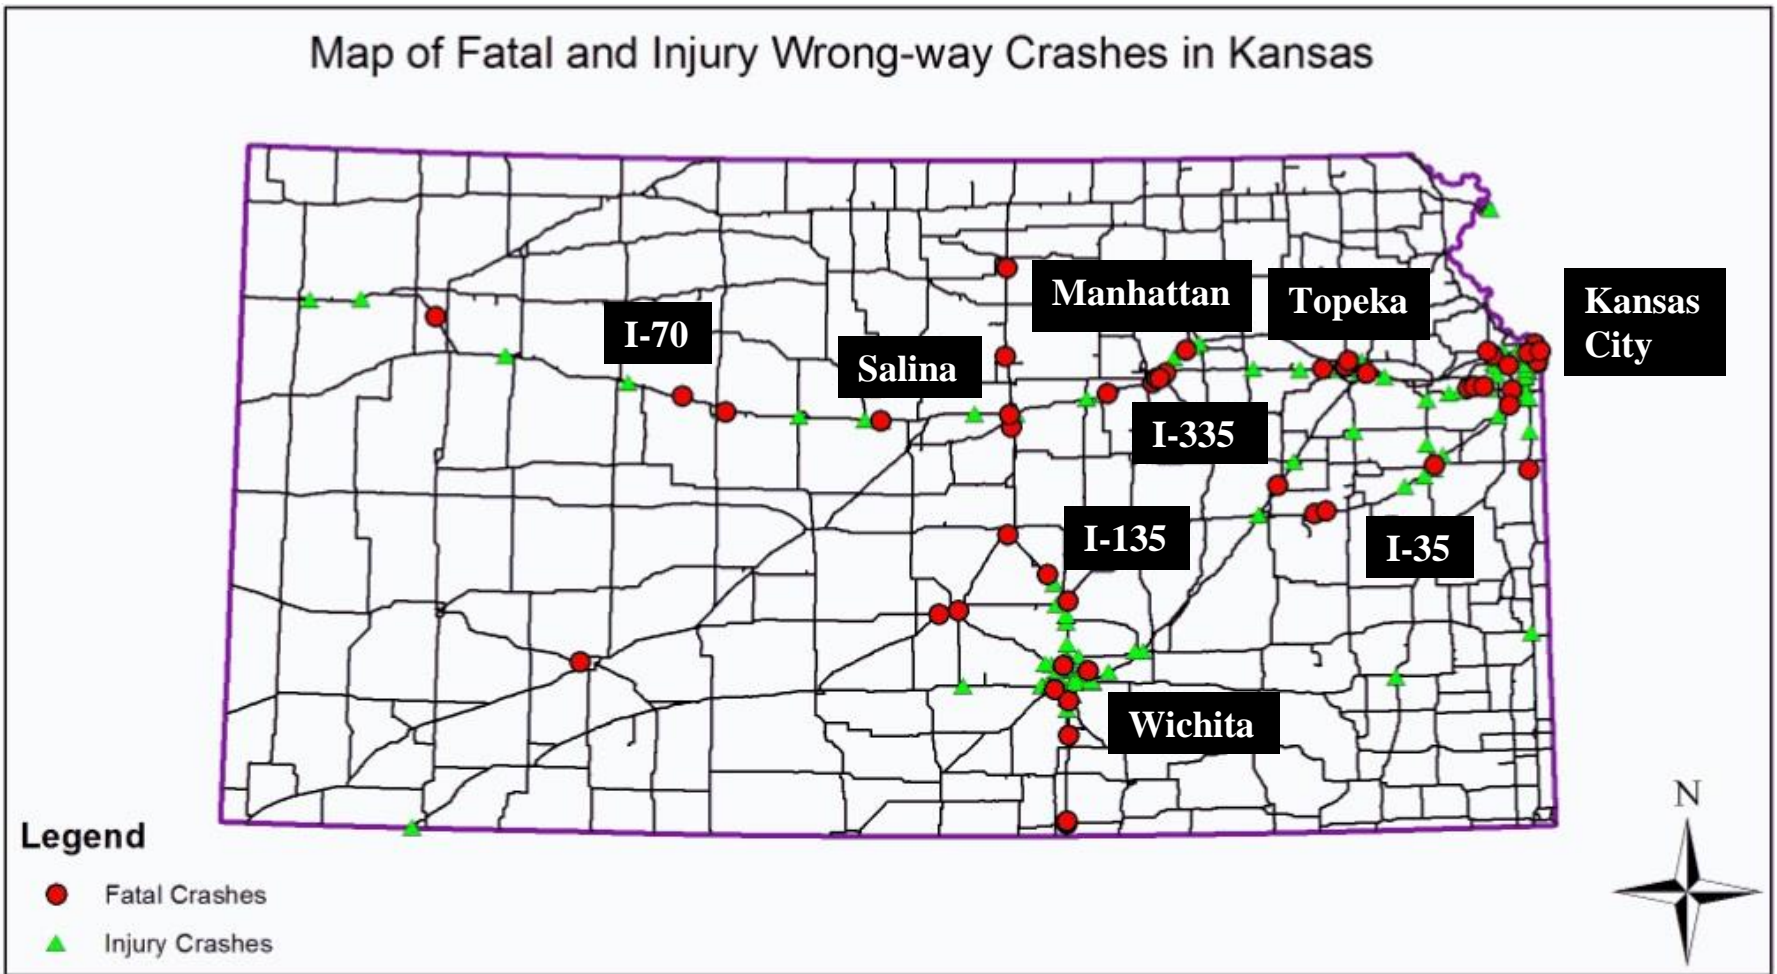 Map of Fatal and Injury Wrong-way Crashes in Kansas
Manhattan
Topeka
Kansas
City
I-70
Salina
I-335
I-135
I-35
Wichita
N
Legend
Fatal Crashes
Injury Crashes